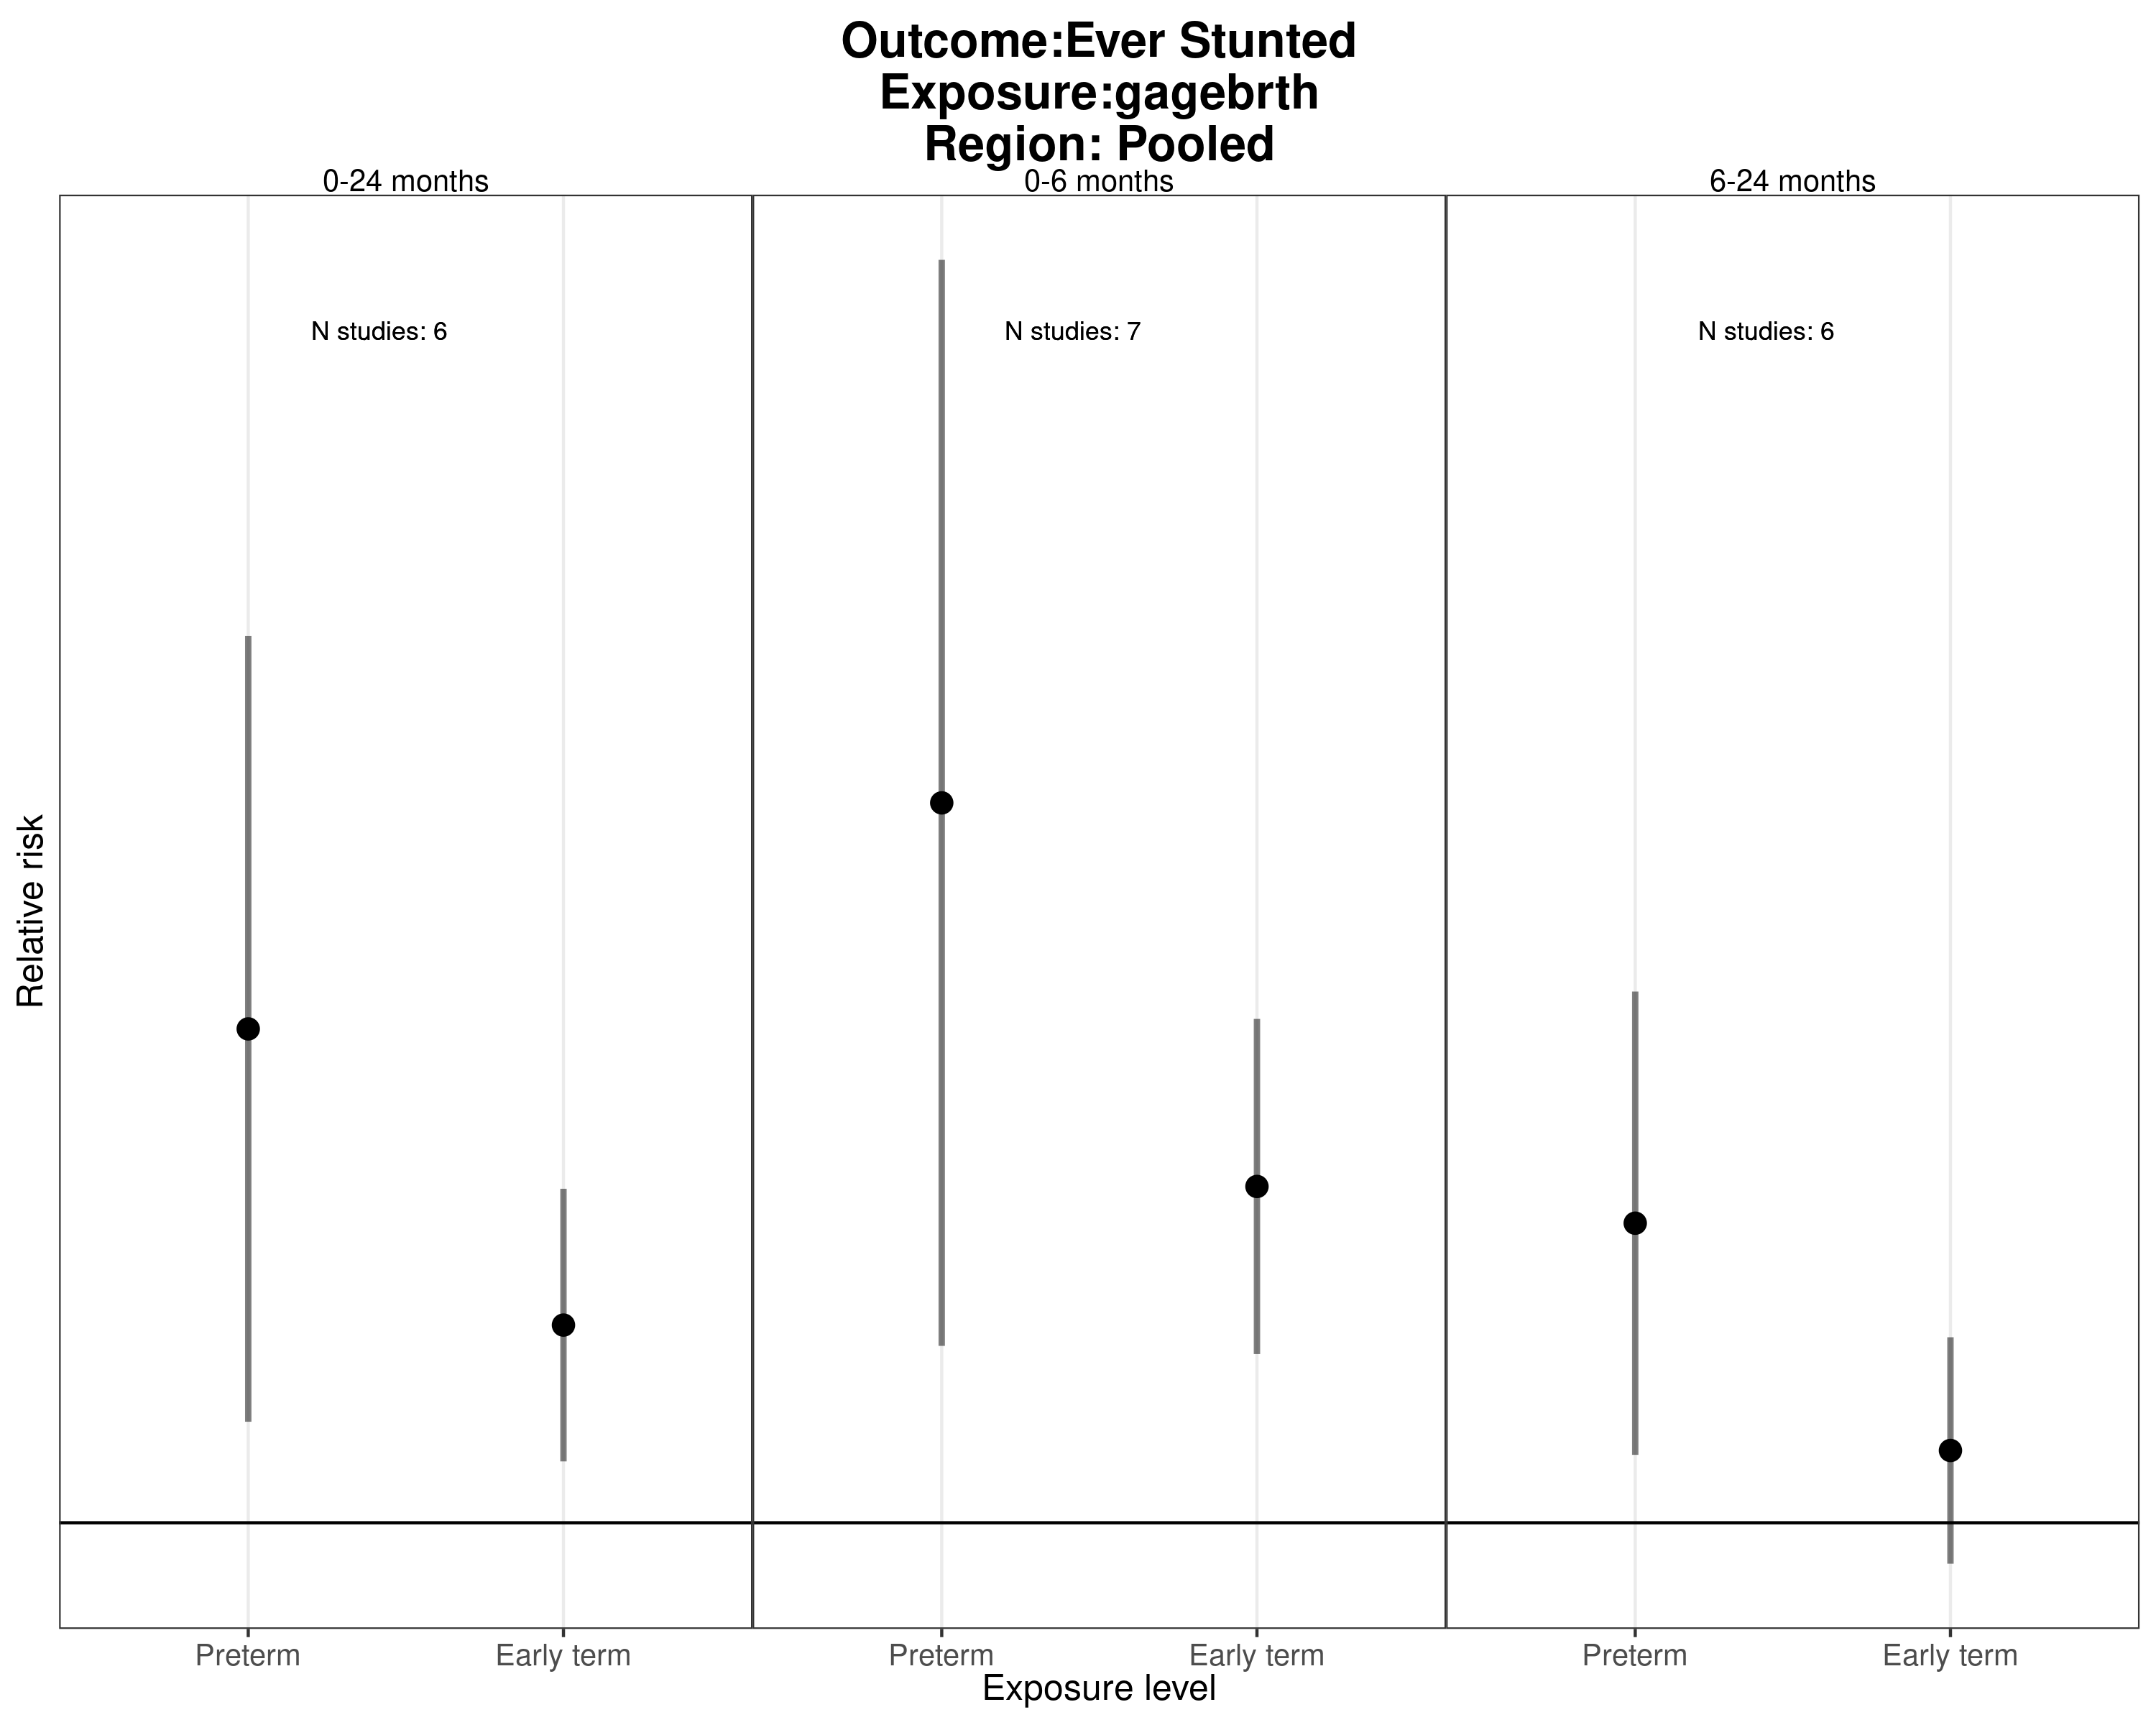 Outcome:Ever Stunted
Exposure:gagebrth
Region: Pooled
0-24 months
0-6 months
6-24 months
N studies: 6
N studies: 7
N studies: 6
Relative risk
Preterm
Early term
Preterm
Early term
Preterm
Early term
Exposure level